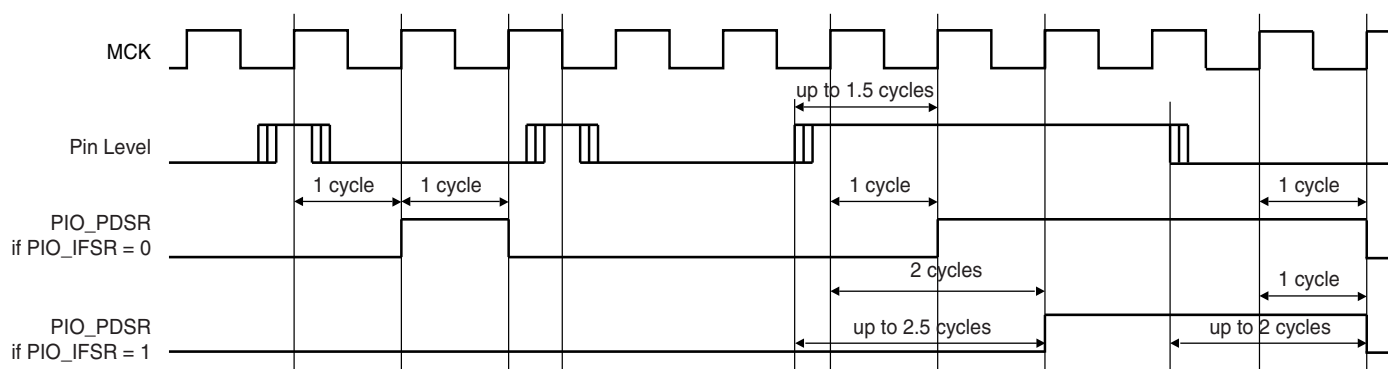 MCK
up to 1.5 cycles
Pin Level
1 cycle
1 cycle
1 cycle
1 cycle
PIO_PDSR
if PIO_IFSR = 0
2 cycles
1 cycle
PIO_PDSR
if PIO_IFSR = 1
up to 2.5 cycles
up to 2 cycles